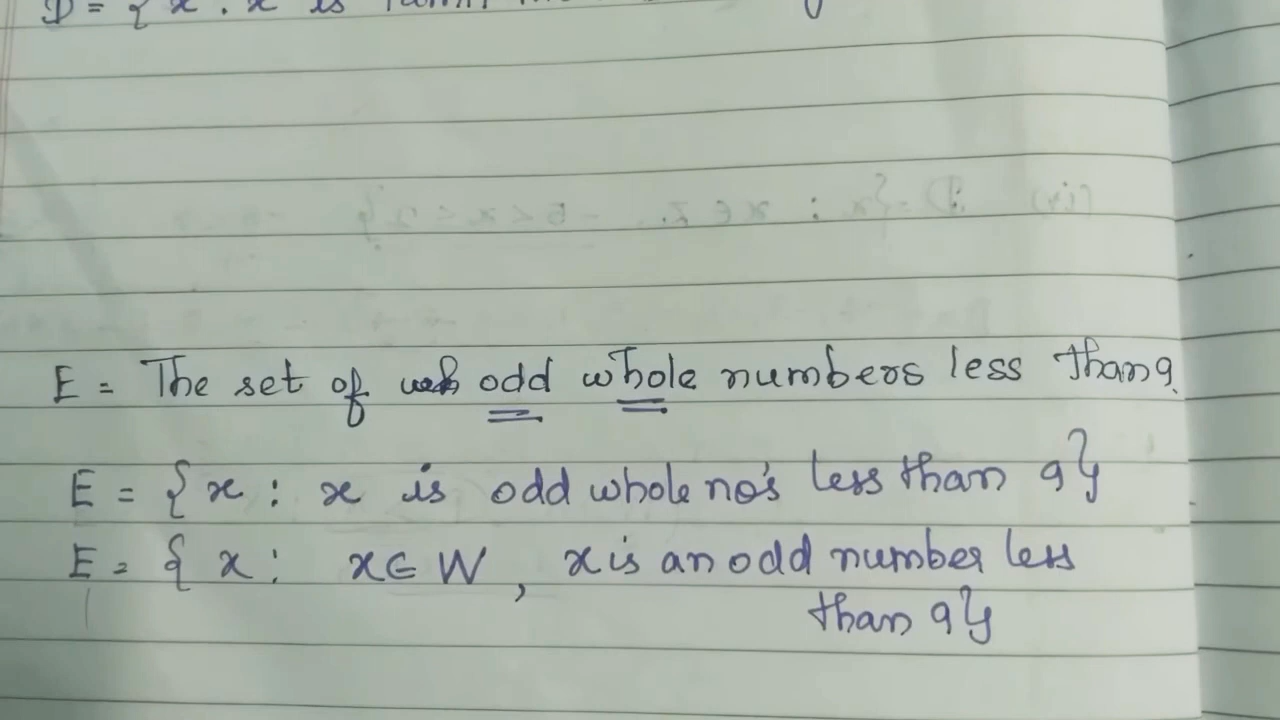 D = { x : x is
E = The set of odd whole numbers less than 9.
E = { x : x is odd whole no's less than 9}
E = { x : x ∈ W , x is an odd number less
than 9}